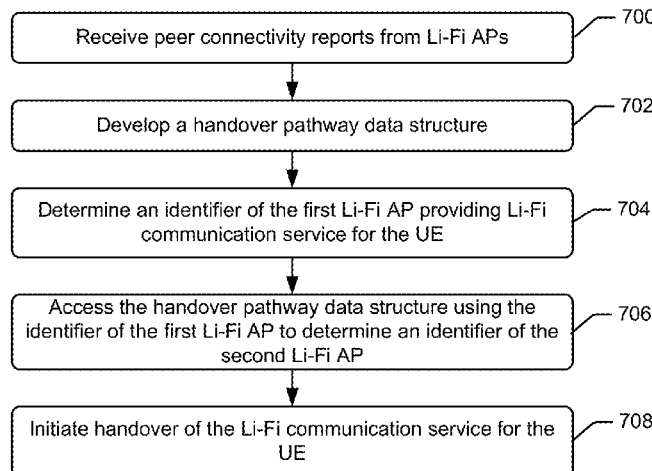 Receive peer connectivity reports from Li-Fi APs
700
Develop a handover pathway data structure
702
Determine an identifier of the first Li-Fi AP providing Li-Fi
communication service for the UE
704
Access the handover pathway data structure using the
identifier of the first Li-Fi AP to determine an identifier of the
second Li-Fi AP
706
Initiate handover of the Li-Fi communication service for the
UE
708